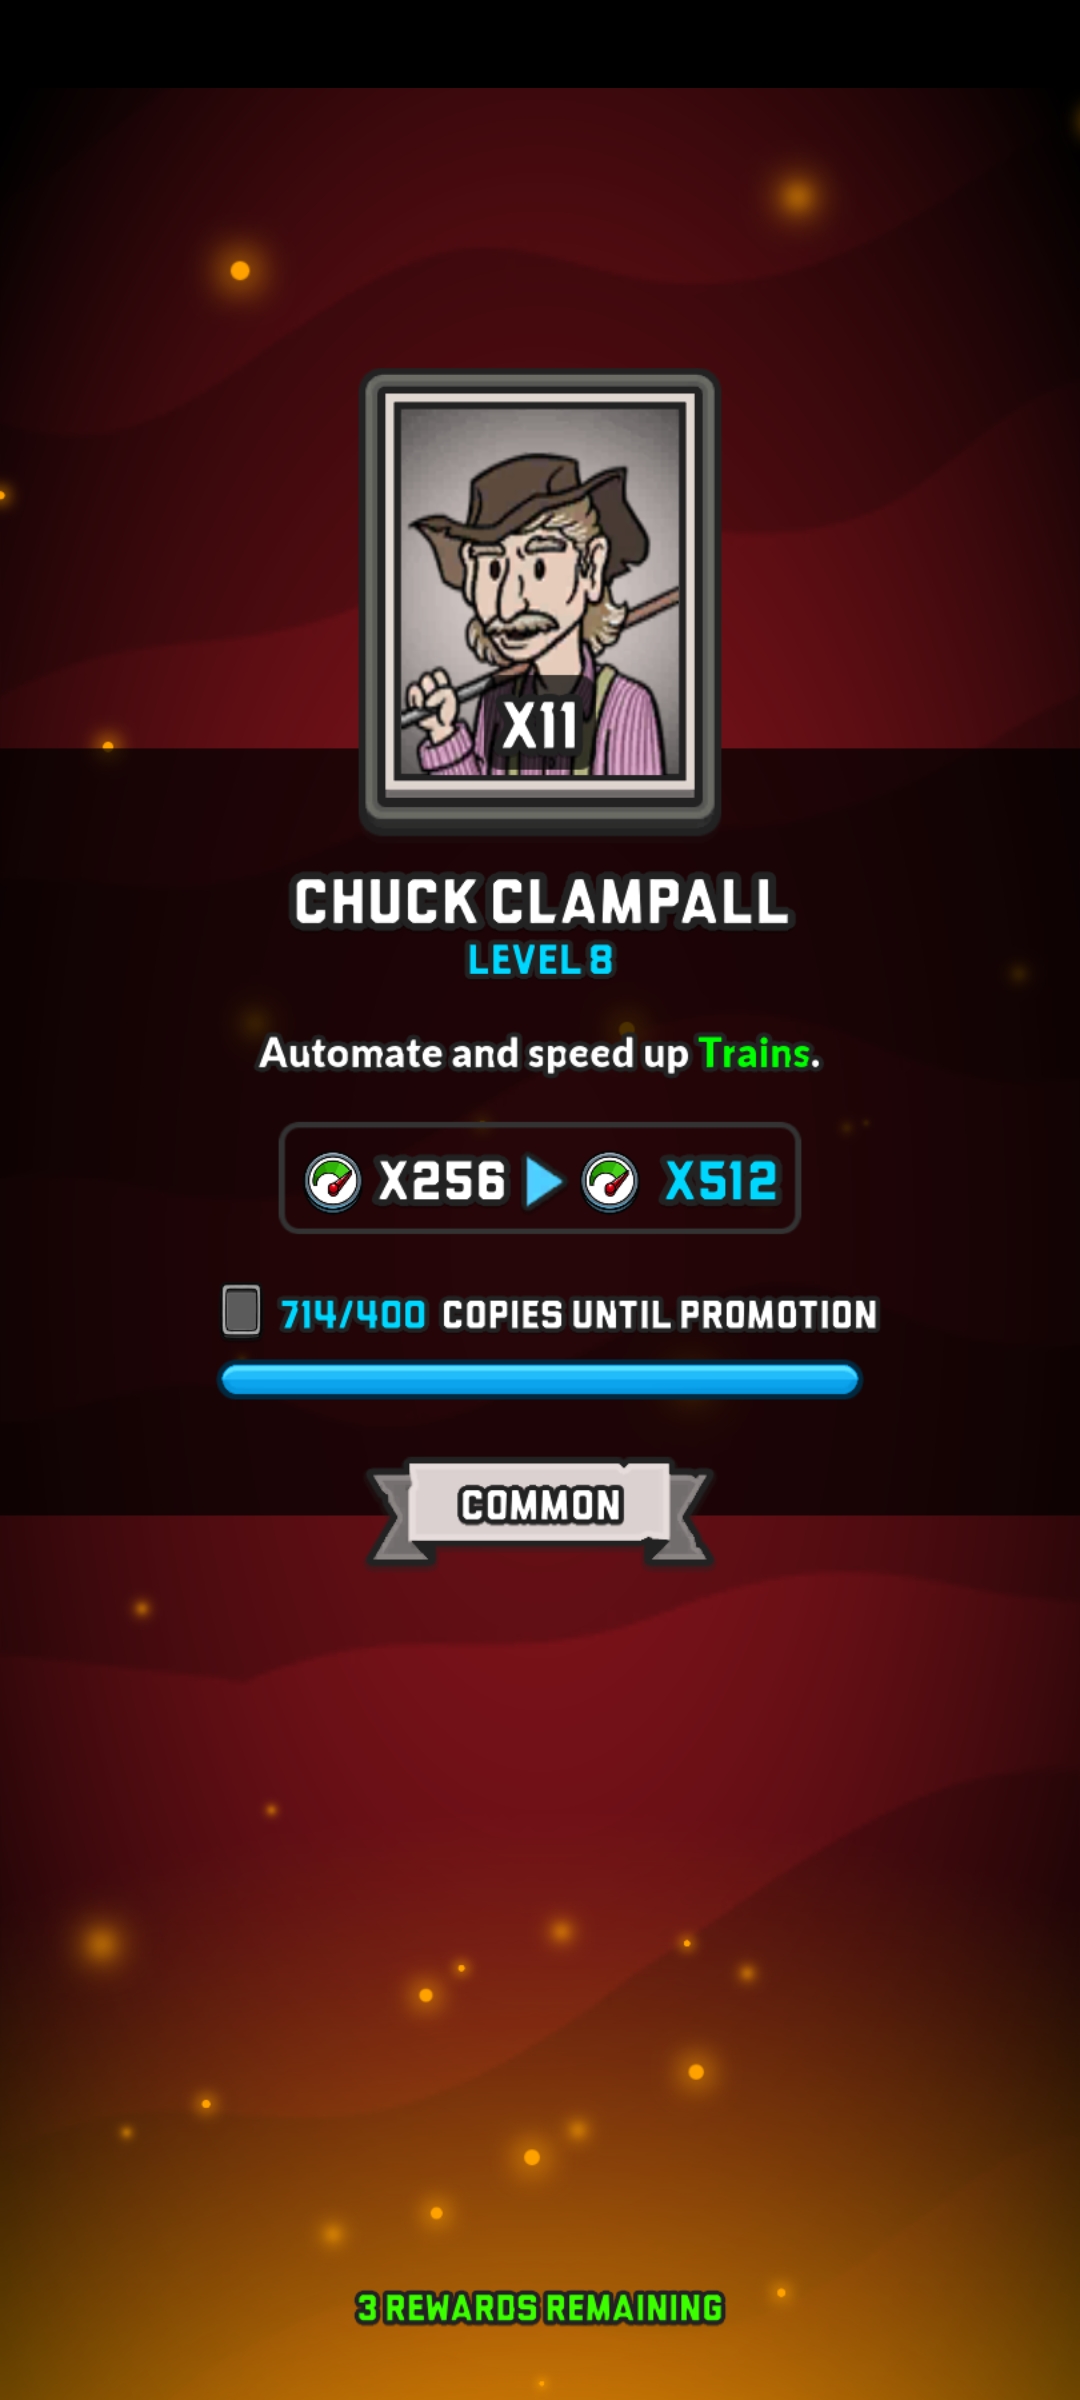 X11
CHUCK CLAMPALL
LEVEL 8
Automate and speed up Trains.
X256 X512
714/400 COPIES UNTIL PROMOTION
COMMON
3 REWARDS REMAINING